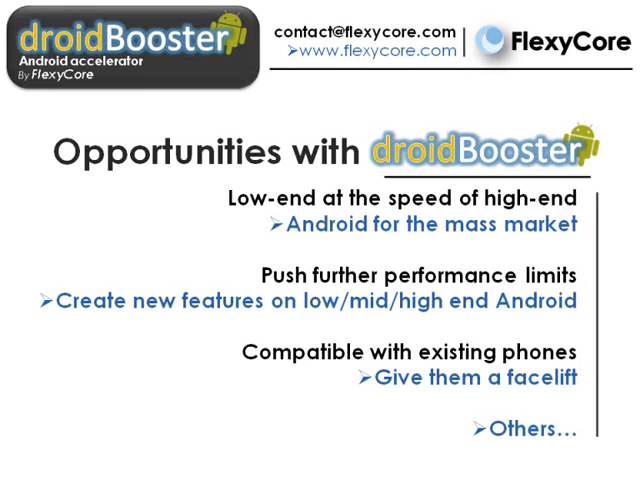 droidBooster
Android accelerator
By FlexyCore
contact@flexycore.com
➢www.flexycore.com
FlexyCore
Opportunities with droidBooster
Low-end at the speed of high-end
➢Android for the mass market
Push further performance limits
➢Create new features on low/mid/high end Android
Compatible with existing phones
➢Give them a facelift
➢Others…